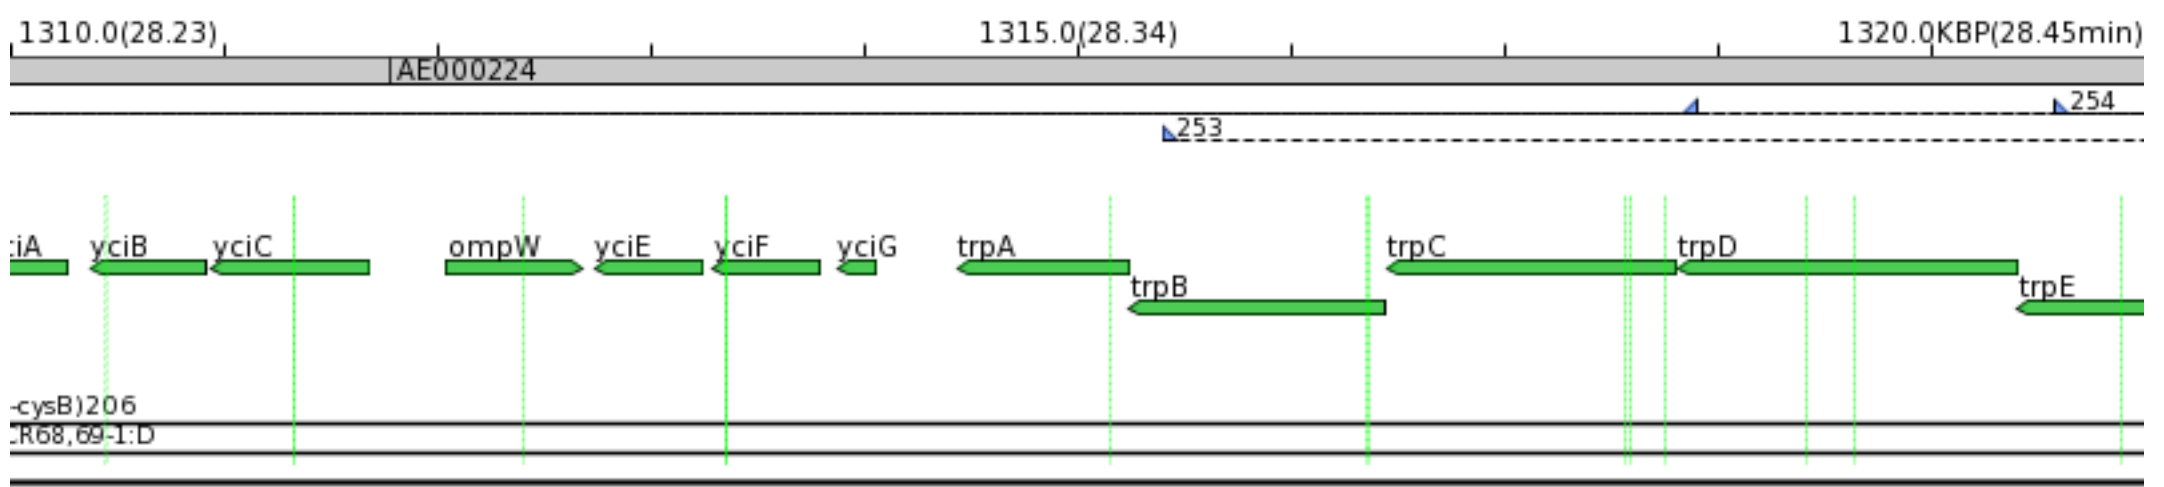 1310.0(28.23) 1315.0(28.34) 1320.0KBP(28.45min)
AE000224
254
253
iA yciB yciC ompW yciE yciF yciG trpA trpC trpD
trpB trpE
-cysB)206
CR68,69-1:D